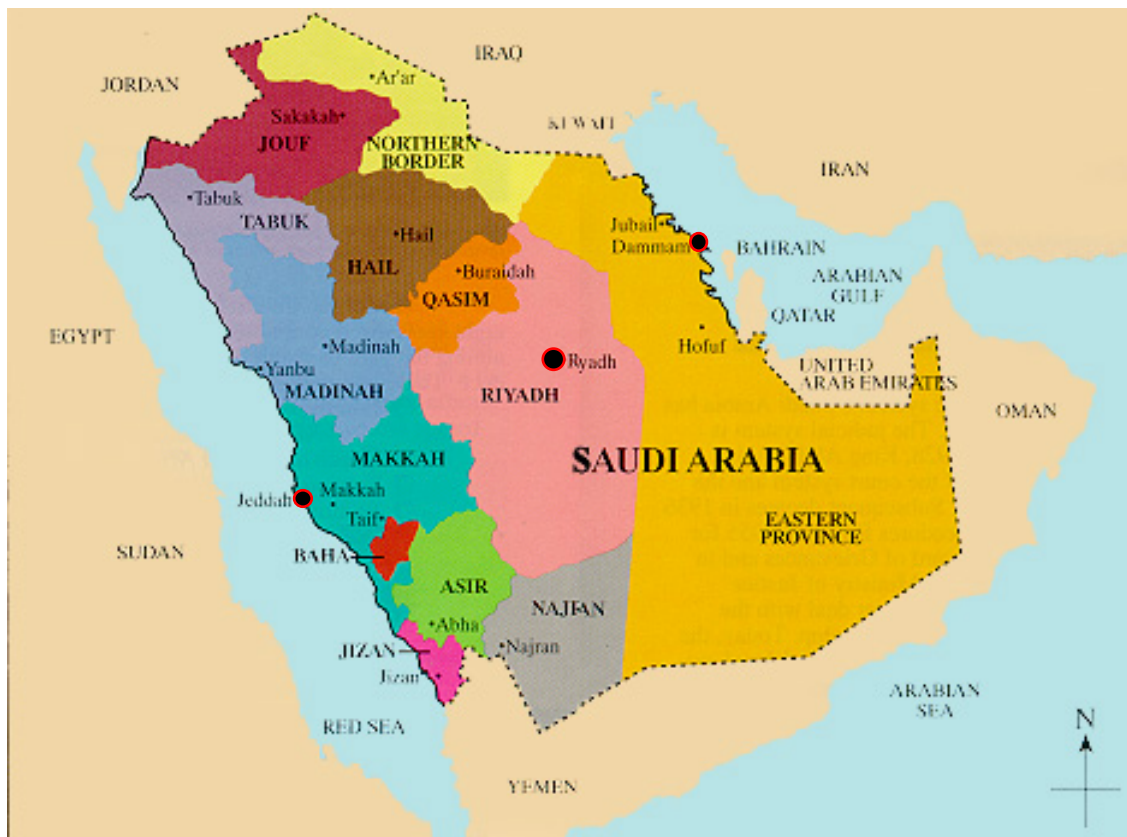 IRAQ
JORDAN
Ar'ar
Sakakah
JOUF
KUWAIT
NORTHERN
BORDER
IRAN
Tabuk
TABUK
Jubail
Hail
Dammam
BAHRAIN
HAIL
Buraidah
ARABIAN
GULF
QASIM
QATAR
EGYPT
Madinah
Hofuf
Yanbu
Ryadh
UNITED
ARAB EMIRATES
MADINAH
RIYADH
OMAN
MAKKAH
SAUDI ARABIA
Makkah
Jeddah
Taif
EASTERN
PROVINCE
SUDAN
BAHA
ASIR
NAJRAN
Abha
JIZAN
Najran
Jizan
ARABIAN
SEA
RED SEA
N
YEMEN